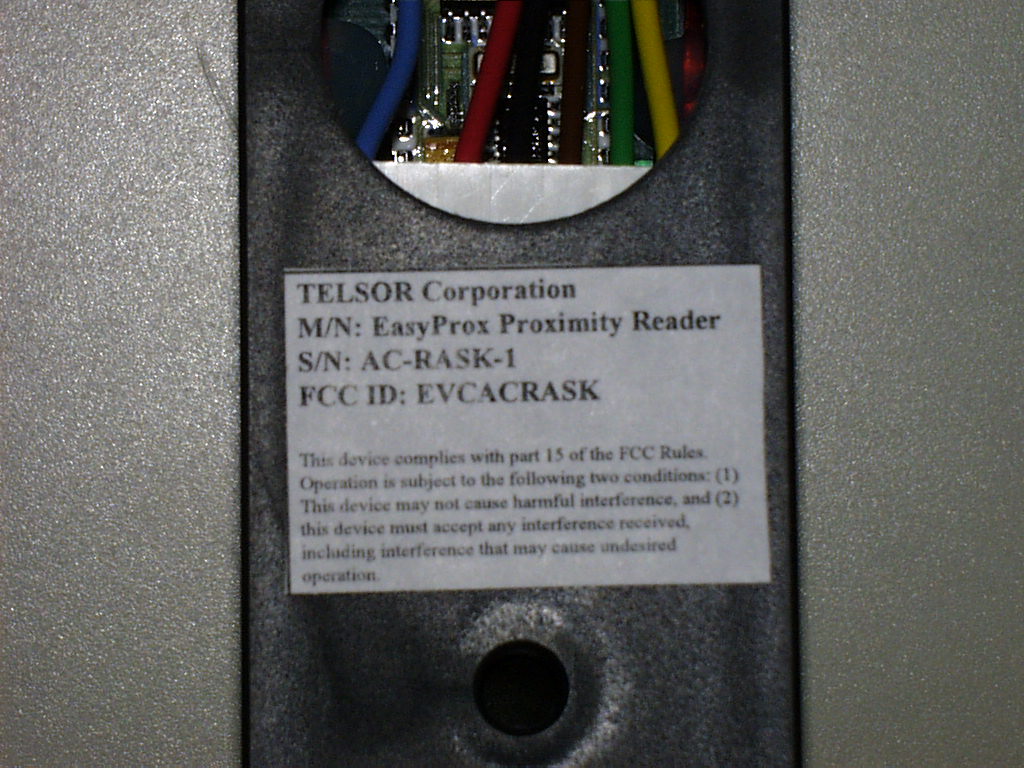 TELSOR Corporation
M/N: EasyProx Proximity Reader
S/N: AC-RASK-1
FCC ID: EVCACRASK
This device complies with part 15 of the FCC Rules.
Operation is subject to the following two conditions: (1)
This device may not cause harmful interference, and (2)
this device must accept any interference received,
including interference that may cause undesired
operation.